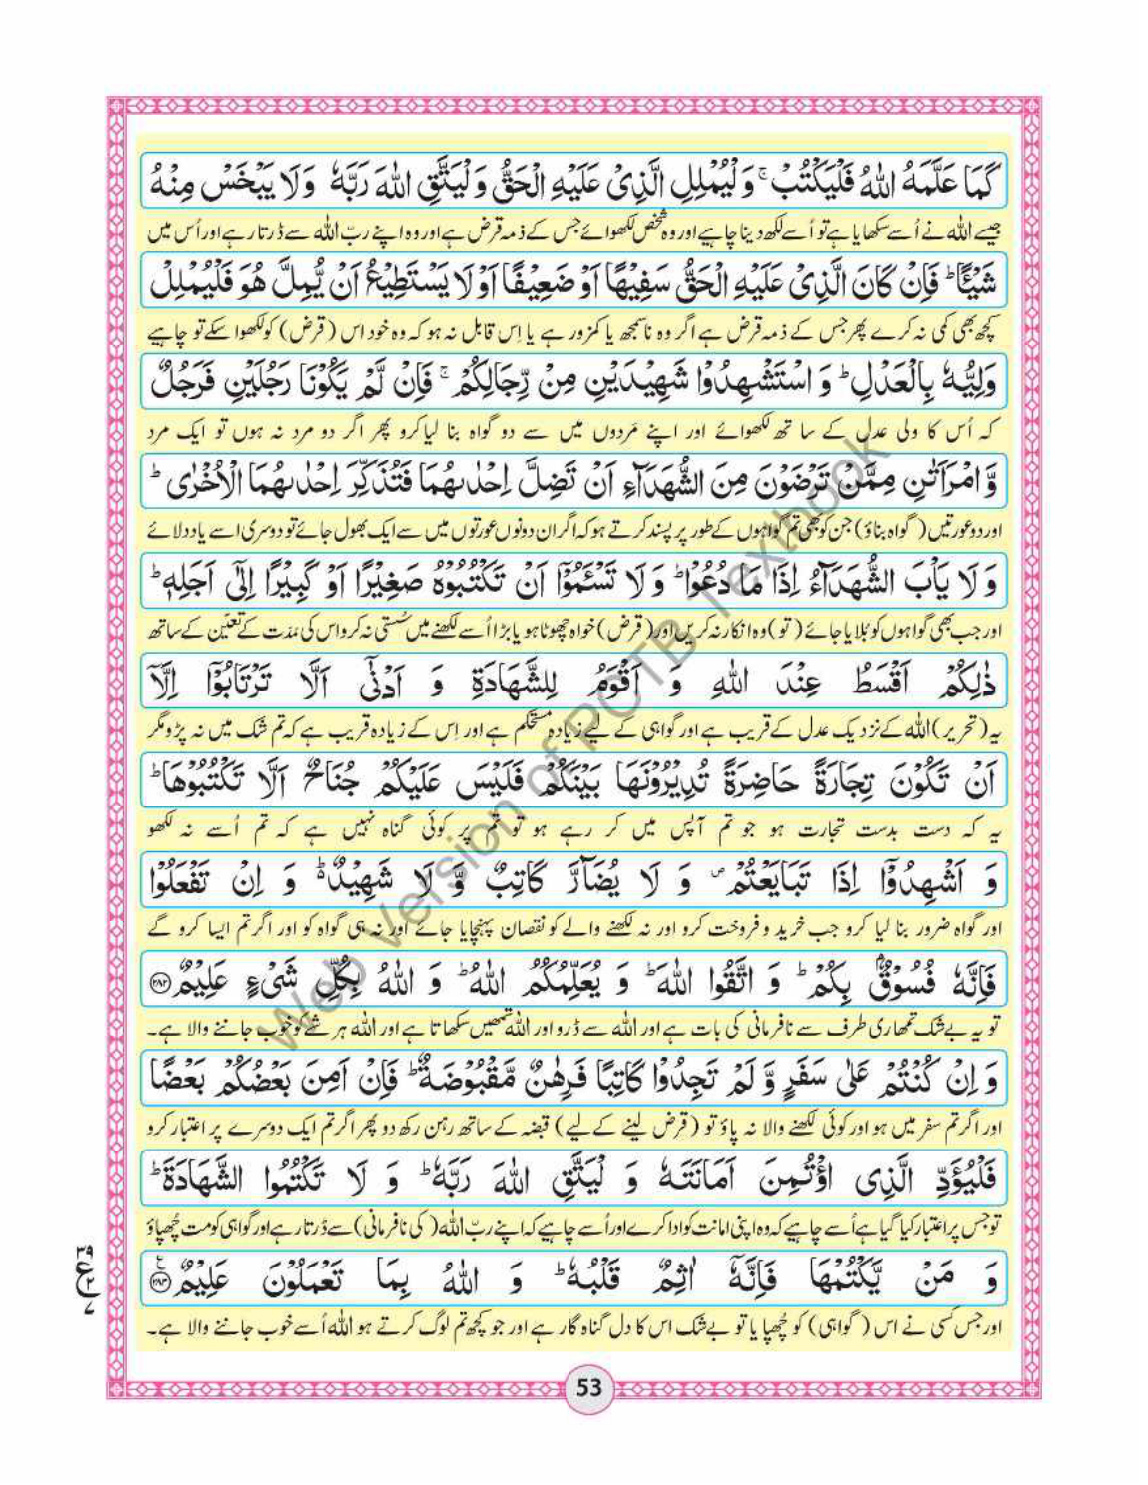 كَمَا عَلَّمَهُ اللّٰهُ فَلْيَكْتُبْ ۚ وَلْيُمْلِلِ الَّذِىْ عَلَيْهِ الْحَقُّ وَلْيَتَّقِ اللّٰهَ رَبَّهٗ وَلَا يَبْخَسْ مِنْهُ
جیسے اللہ نے اُسے سکھایا ہے تو اُسے لکھ دینا چاہیے اور وہ شخص لکھوائے جس کے ذمہ قرض ہے اور وہ اپنے ربّ اللہ سے ڈرتا رہے اور اُس میں
شَيْـًٔا ؕ فَاِنْ كَانَ الَّذِىْ عَلَيْهِ الْحَقُّ سَفِيْهًا اَوْ ضَعِيْفًا اَوْ لَا يَسْتَطِيْعُ اَنْ يُّمِلَّ هُوَ فَلْيُمْلِلْ
کچھ بھی کمی نہ کرے پھر جس کے ذمہ قرض ہے اگر وہ نا سمجھ یا کمزور ہے یا اِس قابل نہ ہو کہ وہ خود اس (قرض) کو لکھوا سکے تو چاہیے
وَلِيُّهٗ بِالْعَدْلِ ؕ وَ اسْتَشْهِدُوْا شَهِيْدَيْنِ مِنْ رِّجَالِكُمْ ۚ فَاِنْ لَّمْ يَكُوْنَا رَجُلَيْنِ فَرَجُلٌ
کہ اُس کا ولی عدل کے ساتھ لکھوائے اور اپنے مَردوں میں سے دو گواہ بنا لیا کرو پھر اگر دو مرد نہ ہوں تو ایک مرد
وَّ امْرَاَتٰنِ مِمَّنْ تَرْضَوْنَ مِنَ الشُّهَدَآءِ اَنْ تَضِلَّ اِحْدٰىهُمَا فَتُذَكِّرَ اِحْدٰىهُمَا الْاُخْرٰى ؕ
اور دو عورتیں (گواہ بناؤ) جن کو بھی تم گواہوں کے طور پر پسند کرتے ہو کہ اگر ان دونوں عورتوں میں سے ایک بھول جائے تو دوسری اسے یاد دلائے
وَ لَا يَاْبَ الشُّهَدَآءُ اِذَا مَا دُعُوْا ؕ وَ لَا تَسْـَٔمُوْۤا اَنْ تَكْتُبُوْهُ صَغِيْرًا اَوْ كَبِيْرًا اِلٰۤى اَجَلِهٖ ؕ
اور جب بھی گواہوں کو بُلایا جائے (تو) وہ انکار نہ کریں اور (قرض) خواہ چھوٹا ہو یا بڑا اُسے لکھنے میں سُستی نہ کرو اس کی مدّت کے تعیّن کے ساتھ
ذٰلِكُمْ اَقْسَطُ عِنْدَ اللّٰهِ وَ اَقْوَمُ لِلشَّهَادَةِ وَ اَدْنٰۤى اَلَّا تَرْتَابُوْۤا اِلَّاۤ
یہ (تحریر) اللہ کے نزدیک عدل کے قریب ہے اور گواہی کے لیے زیادہ مستحکم ہے اور اِس کے زیادہ قریب ہے کہ تم شک میں نہ پڑو مگر
اَنْ تَكُوْنَ تِجَارَةً حَاضِرَةً تُدِيْرُوْنَهَا بَيْنَكُمْ فَلَيْسَ عَلَيْكُمْ جُنَاحٌ اَلَّا تَكْتُبُوْهَا ؕ
یہ کہ دست بدست تجارت ہو جو تم آپس میں کر رہے ہو تو تم پر کوئی گناہ نہیں ہے کہ تم اُسے نہ لکھو
وَ اَشْهِدُوْۤا اِذَا تَبَايَعْتُمْ ۪ وَ لَا يُضَآرَّ كَاتِبٌ وَّ لَا شَهِيْدٌ ؕ وَ اِنْ تَفْعَلُوْا
اور گواہ ضرور بنا لیا کرو جب خرید و فروخت کرو اور نہ لکھنے والے کو نقصان پہنچایا جائے اور نہ ہی گواہ کو اور اگر تم ایسا کرو گے
فَاِنَّهٗ فُسُوْقٌۢ بِكُمْ ؕ وَ اتَّقُوا اللّٰهَ ؕ وَ يُعَلِّمُكُمُ اللّٰهُ ؕ وَ اللّٰهُ بِكُلِّ شَىْءٍ عَلِيْمٌ ۝۲۸۲
تو یہ بے شک تمھاری طرف سے نافرمانی کی بات ہے اور اللہ سے ڈرو اور اللہ تمھیں سکھاتا ہے اور اللہ ہر شے کو خوب جاننے والا ہے۔
وَ اِنْ كُنْتُمْ عَلٰى سَفَرٍ وَّ لَمْ تَجِدُوْا كَاتِبًا فَرِهٰنٌ مَّقْبُوْضَةٌ ؕ فَاِنْ اَمِنَ بَعْضُكُمْ بَعْضًا
اور اگر تم سفر میں ہو اور کوئی لکھنے والا نہ پاؤ تو (قرض لینے کے لیے) قبضہ کے ساتھ رہن رکھ دو پھر اگر تم ایک دوسرے پر اعتبار کرو
فَلْيُؤَدِّ الَّذِى اؤْتُمِنَ اَمَانَتَهٗ وَ لْيَتَّقِ اللّٰهَ رَبَّهٗ ؕ وَ لَا تَكْتُمُوا الشَّهَادَةَ ؕ
تو جس پر اعتبار کیا گیا ہے اُسے چاہیے کہ وہ اپنی امانت کو ادا کرے اور اُسے چاہیے کہ اپنے ربّ اللہ (کی نافرمانی) سے ڈرتا رہے اور گواہی کو مت چُھپاؤ
وَ مَنْ يَّكْتُمْهَا فَاِنَّهٗۤ اٰثِمٌ قَلْبُهٗ ؕ وَ اللّٰهُ بِمَا تَعْمَلُوْنَ عَلِيْمٌ ۝۲۸۳
اور جس کسی نے اس (گواہی) کو چُھپایا تو بے شک اس کا دل گناہ گار ہے اور جو کچھ تم لوگ کرتے ہو اللہ اُسے خوب جاننے والا ہے۔
53
Web Version of PCTB Textbook